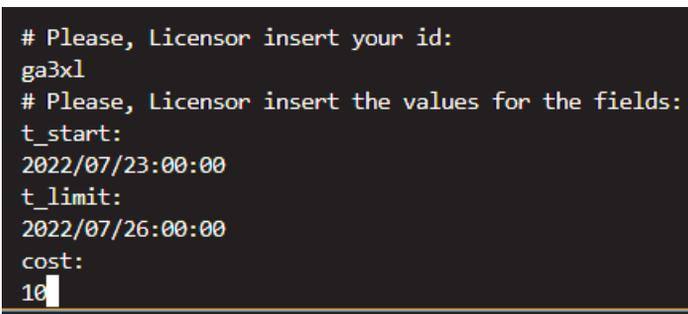 # Please, Licensor insert your id:
ga3xl
# Please, Licensor insert the values for the fields:
t_start:
2022/07/23:00:00
t_limit:
2022/07/26:00:00
cost:
10